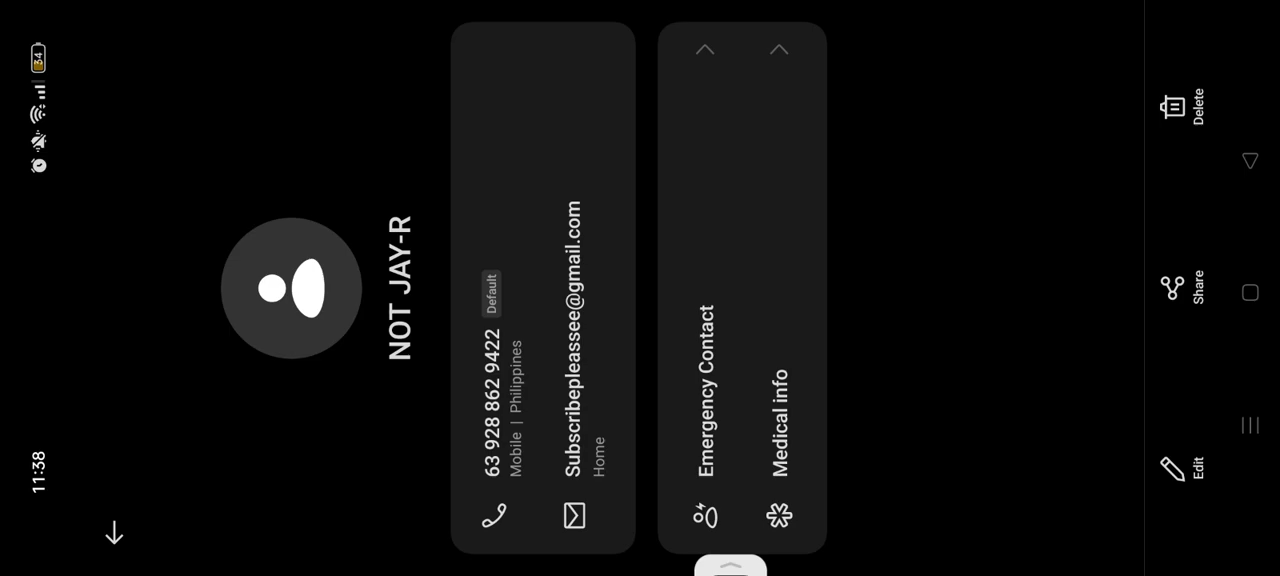 11:38
34
NOT JAY-R
63 928 862 9422 Default
Mobile | Philippines
Subscribepleassee@gmail.com
Home
Emergency Contact
Medical info
Edit
Share
Delete